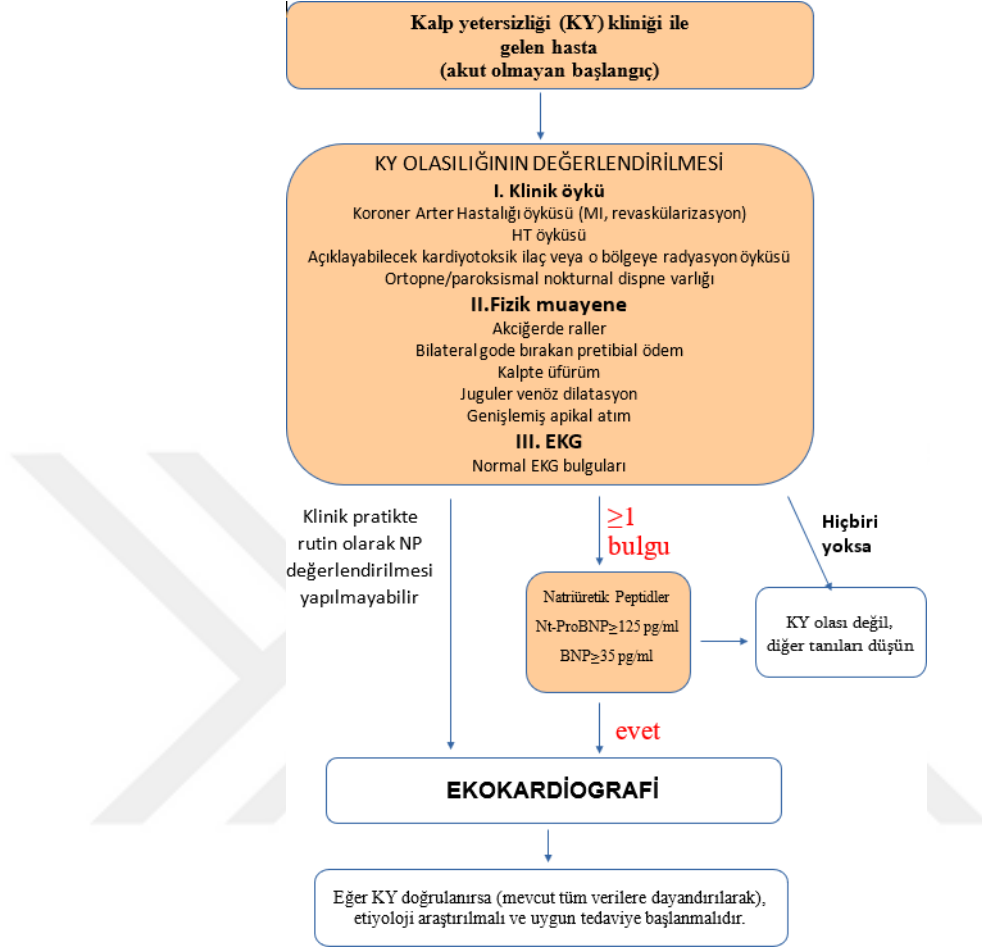 Kalp yetersizliği (KY) kliniği ile
gelen hasta
(akut olmayan başlangıç)
KY OLASILIĞININ DEĞERLENDİRİLMESİ
I. Klinik öykü
Koroner Arter Hastalığı öyküsü (MI, revaskülarizasyon)
HT öyküsü
Açıklayabilecek kardiyotoksik ilaç veya o bölgeye radyasyon öyküsü
Ortopne/paroksismal nokturnal dispne varlığı
II.Fizik muayene
Akciğerde raller
Bilateral gode bırakan pretibial ödem
Kalpte üfürüm
Juguler venöz dilatasyon
Genişlemiş apikal atım
III. EKG
Normal EKG bulguları
Klinik pratikte
rutin olarak NP
değerlendirilmesi
yapılmayabilir
≥1
bulgu
Hiçbiri
yoksa
Natriüretik Peptidler
Nt-ProBNP≥125 pg/ml
BNP≥35 pg/ml
KY olası değil,
diğer tanıları düşün
evet
EKOKARDİOGRAFİ
Eğer KY doğrulanırsa (mevcut tüm verilere dayandırılarak),
etiyoloji araştırılmalı ve uygun tedaviye başlanmalıdır.